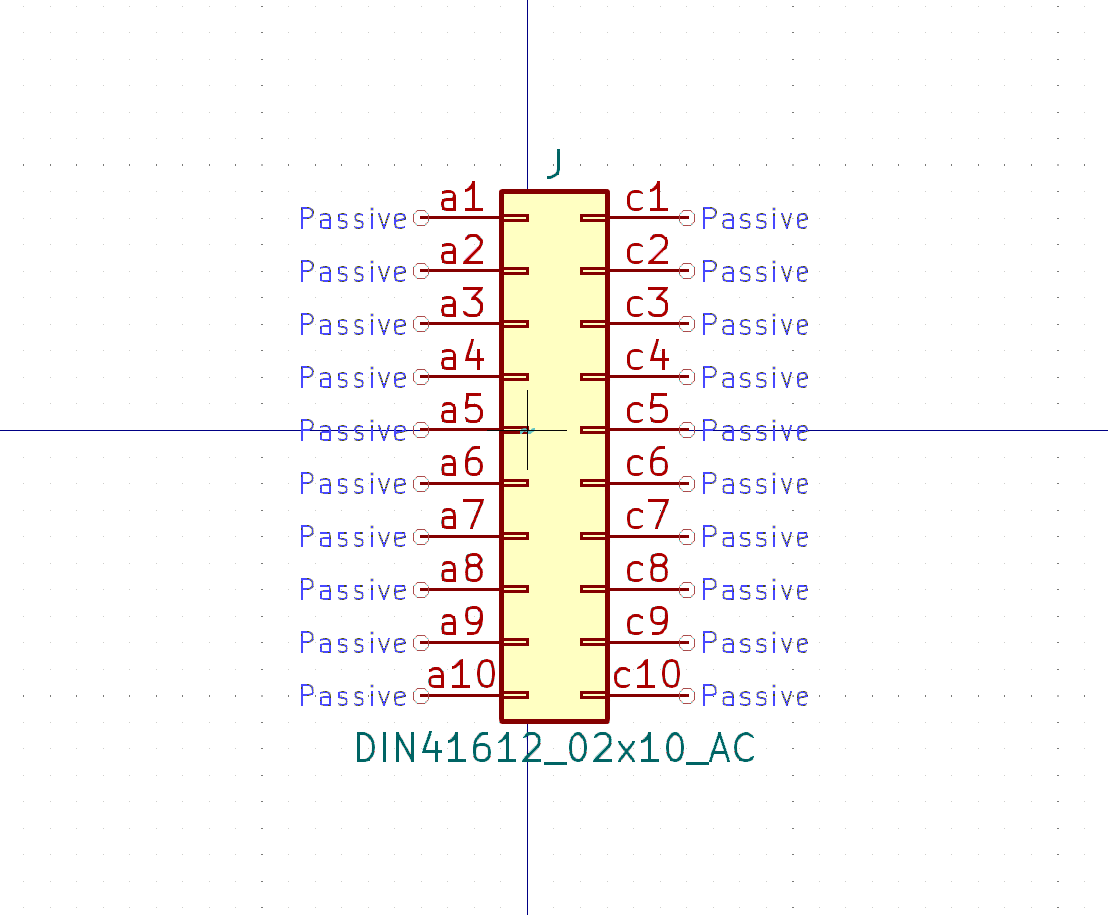 J
Passive a1 c1 Passive
Passive a2 c2 Passive
Passive a3 c3 Passive
Passive a4 c4 Passive
Passive a5 c5 Passive
Passive a6 c6 Passive
Passive a7 c7 Passive
Passive a8 c8 Passive
Passive a9 c9 Passive
Passive a10 c10 Passive
DIN41612_02x10_AC